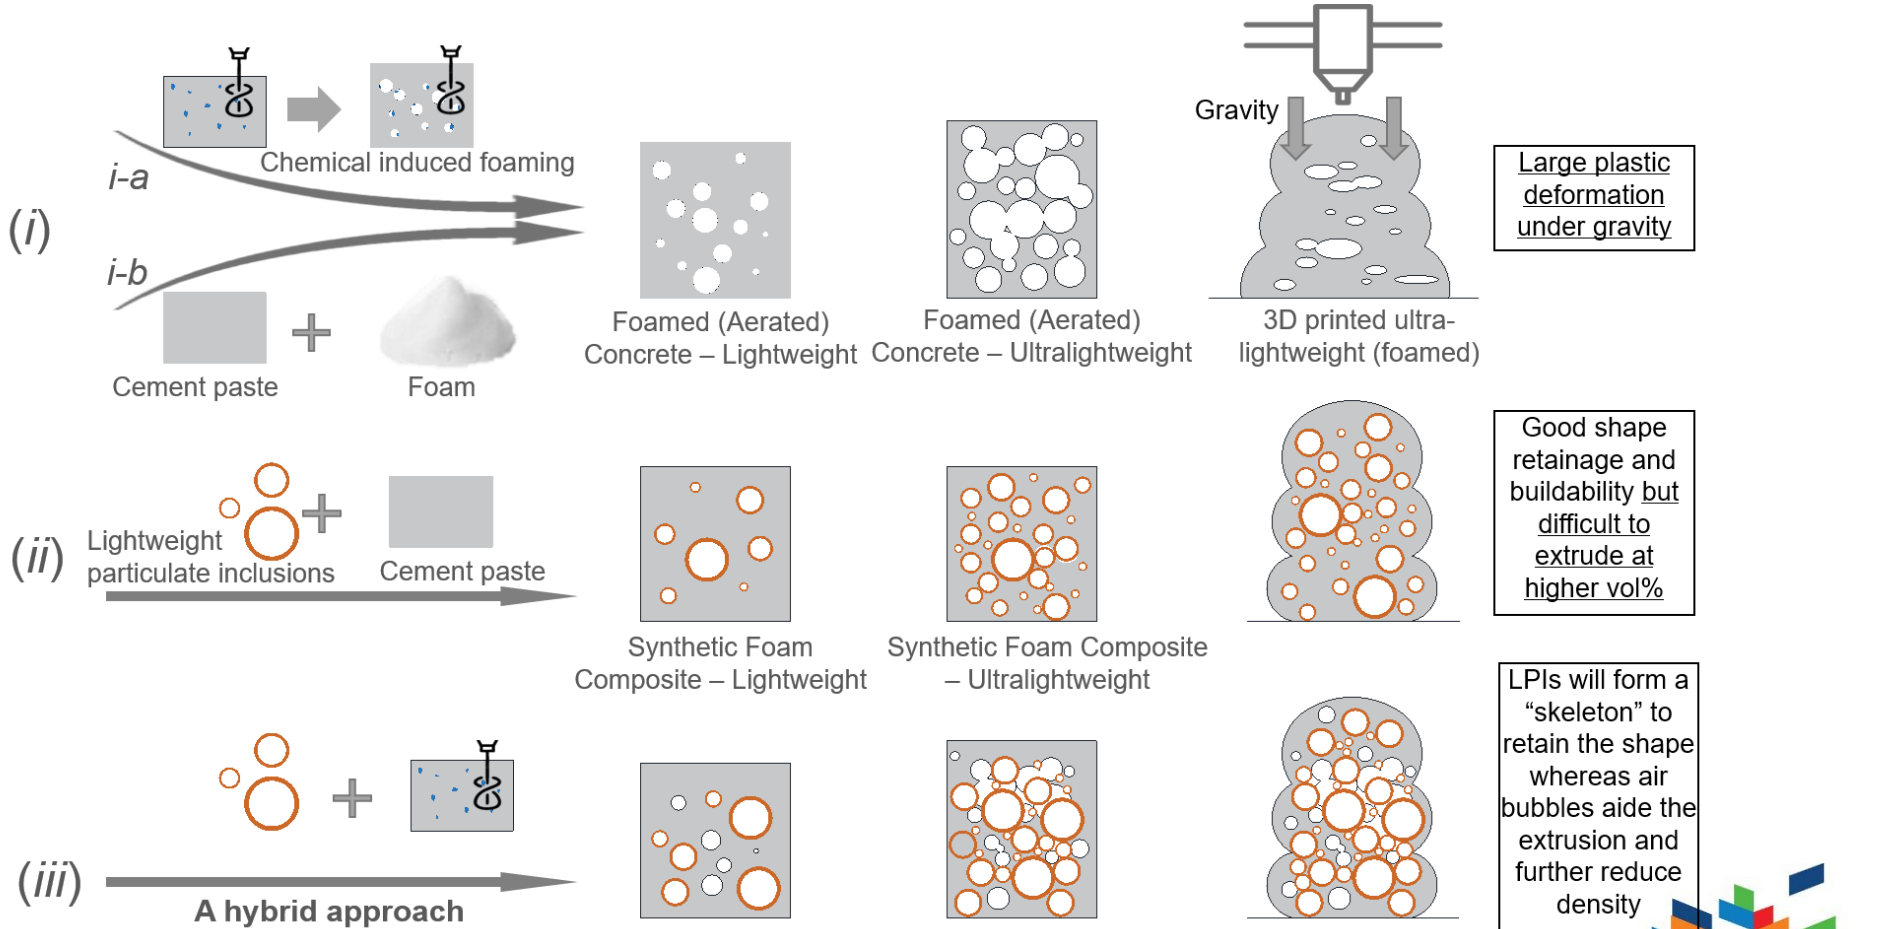 (i)
i-a
Chemical induced foaming
i-b
Cement paste
Foam
Foamed (Aerated)
Concrete – Lightweight
Foamed (Aerated)
Concrete – Ultralightweight
Gravity
3D printed ultra-
lightweight (foamed)
Large plastic
deformation
under gravity
(ii)
Lightweight
particulate inclusions
Cement paste
Synthetic Foam
Composite – Lightweight
Synthetic Foam Composite
– Ultralightweight
Good shape
retainage and
buildability but
difficult to
extrude at
higher vol%
(iii)
A hybrid approach
LPIs will form a
“skeleton” to
retain the shape
whereas air
bubbles aide the
extrusion and
further reduce
density